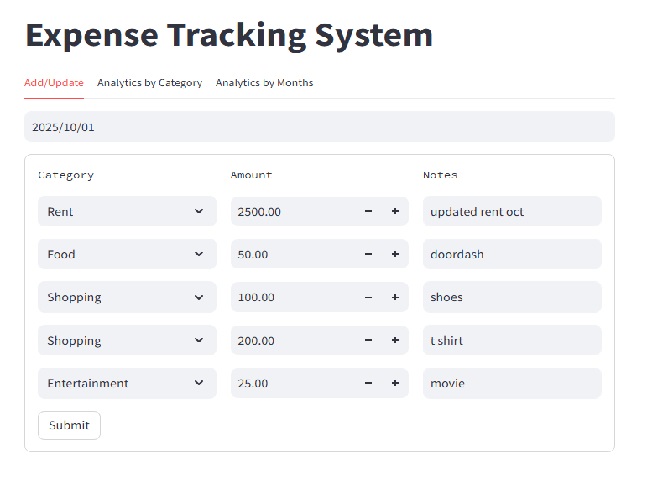 Expense Tracking System
Add/Update Analytics by Category Analytics by Months
2025/10/01
Category Amount Notes
Rent 2500.00 − + updated rent oct
Food 50.00 − + doordash
Shopping 100.00 − + shoes
Shopping 200.00 − + t shirt
Entertainment 25.00 − + movie
Submit